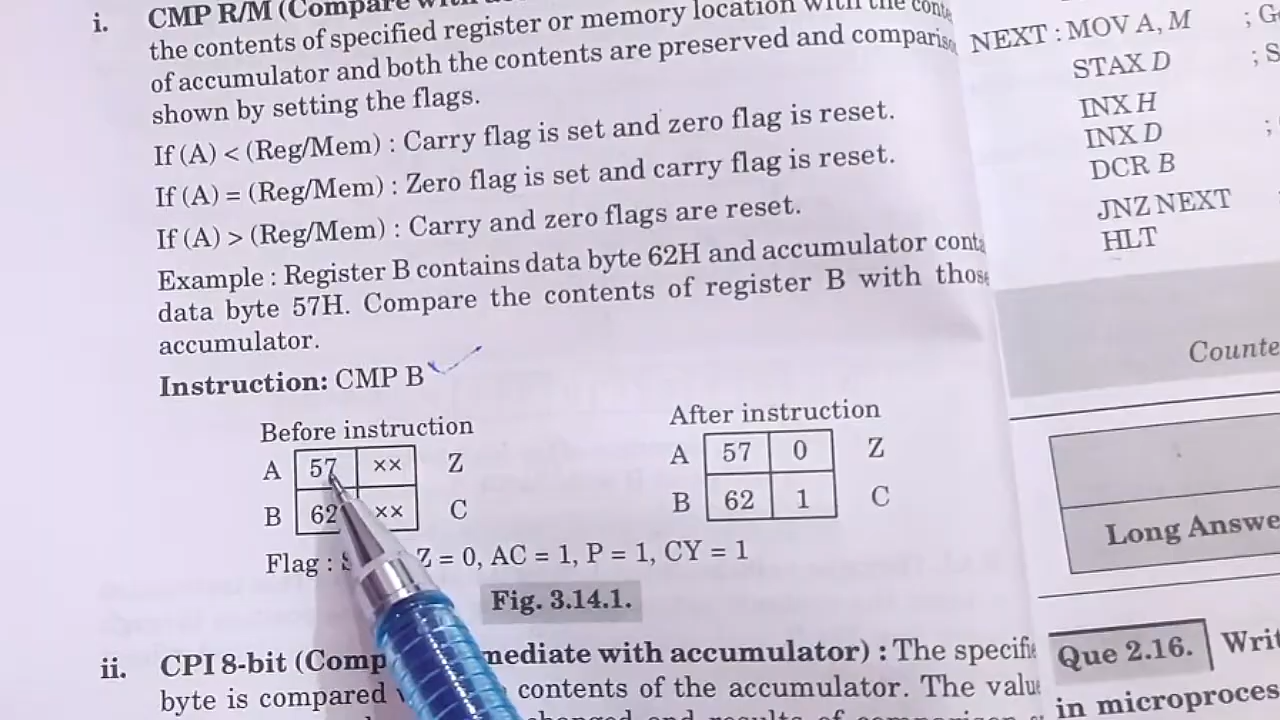 i. CMP R/M (Compare with
the contents of specified register or memory location with the
of accumulator and both the contents are preserved and
shown by setting the flags.
If (A) < (Reg/Mem) : Carry flag is set and zero flag is reset.
If (A) = (Reg/Mem) : Zero flag is set and carry flag is reset.
If (A) > (Reg/Mem) : Carry and zero flags are reset.
Example : Register B contains data byte 62H and accumulator
data byte 57H. Compare the contents of register B with
accumulator.
Instruction: CMP B
Before instruction
A 57 ×× Z
B 62 ×× C
After instruction
A 57 0 Z
B 62 1 C
Flag : Z = 0, AC = 1, P = 1, CY = 1
Fig. 3.14.1.
ii. CPI 8-bit (Comp mediate with accumulator) : The
byte is compared contents of the accumulator. The
results of
NEXT : MOV A, M ;
STAX D ;
INX H
INX D ;
DCR B
JNZ NEXT
HLT
Long
Que 2.16.
in